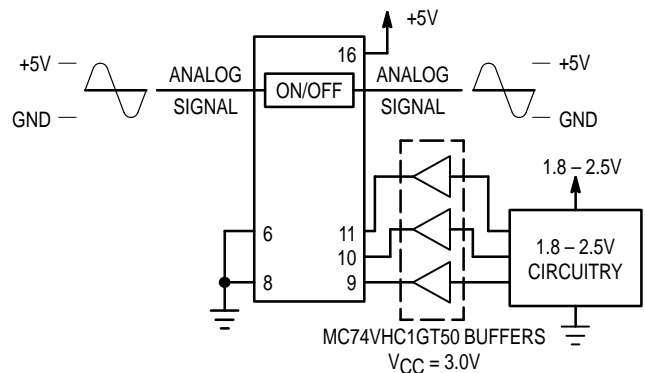 +5V
16
+5V
ANALOG
SIGNAL
GND
ON/OFF
ANALOG
SIGNAL
+5V
GND
1.8 – 2.5V
6
11
10
8
9
1.8 – 2.5V
CIRCUITRY
MC74VHC1GT50 BUFFERS
VCC = 3.0V